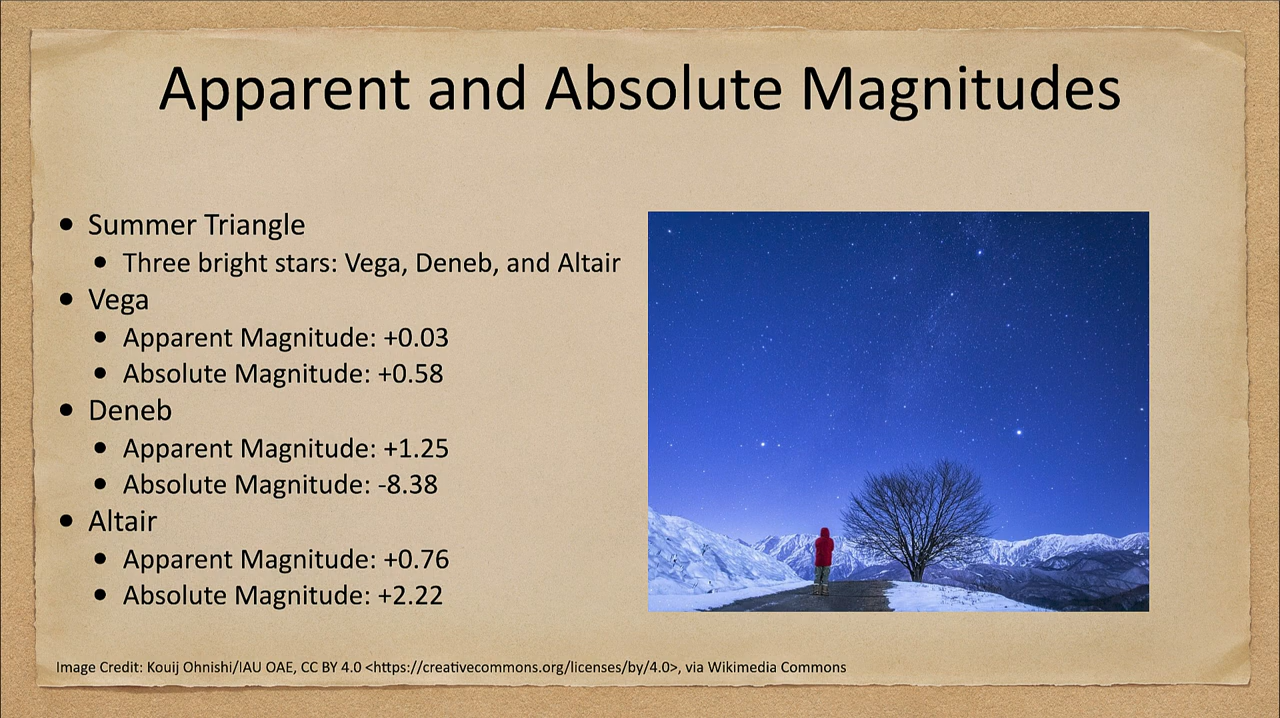 Apparent and Absolute Magnitudes
• Summer Triangle
• Three bright stars: Vega, Deneb, and Altair
• Vega
• Apparent Magnitude: +0.03
• Absolute Magnitude: +0.58
• Deneb
• Apparent Magnitude: +1.25
• Absolute Magnitude: -8.38
• Altair
• Apparent Magnitude: +0.76
• Absolute Magnitude: +2.22
Image Credit: Kouij Ohnishi/IAU OAE, CC BY 4.0 <https://creativecommons.org/licenses/by/4.0>, via Wikimedia Commons